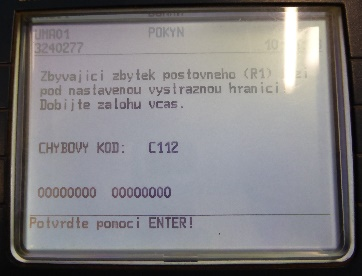 UMA01 POKYN
3240277
Zbyvajici zbytek postovneho (R1)
pod nastavenou vystraznou hranici
Dobijte zalohu vcas.
CHYBOVY KOD: C112
00000000 00000000
Potvrdte pomoci ENTER!